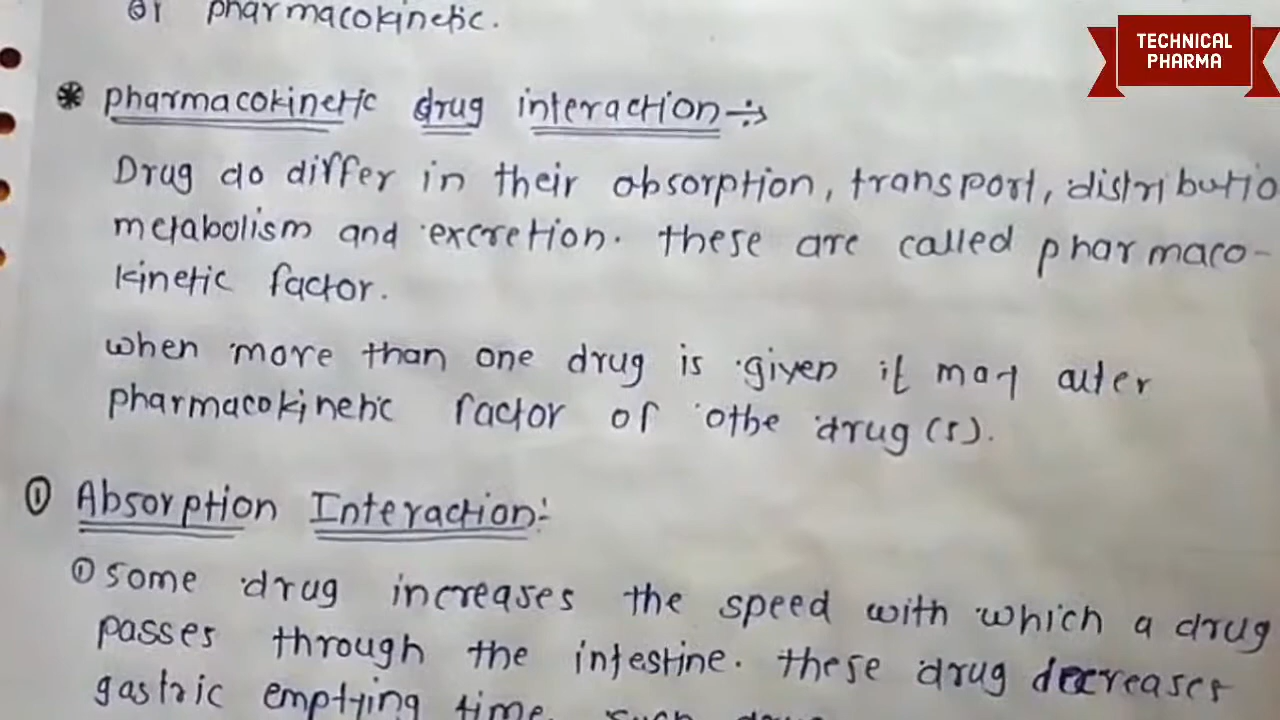 or pharmacokinetic.
TECHNICAL
PHARMA
* pharmacokinetic drug interaction÷>
Drug do differ in their absorption, transport, distributio
metabolism and excretion. these are called pharmaco-
kinetic factor.
when more than one drug is given it may alter
pharmacokinetic factor of othe drug(s).
① Absorption Interaction:-
① some drug increases the speed with which a drug
passes through the intestine. these drug decreases
gastric emptying time. such